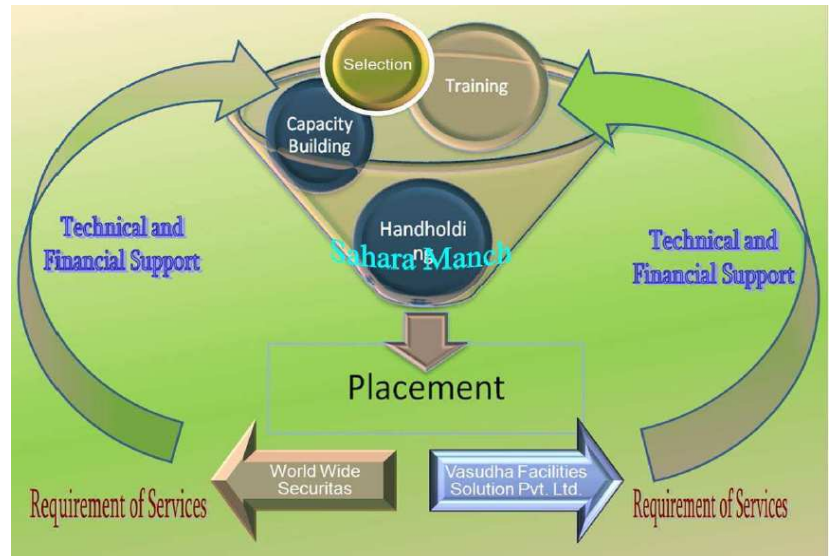 Selection
Training
Capacity
Building
Handholdi
ng
Sahara Manch
Technical and
Financial Support
Technical and
Financial Support
Placement
World Wide
Securitas
Vasudha Facilities
Solution Pvt. Ltd.
Requirement of Services
Requirement of Services